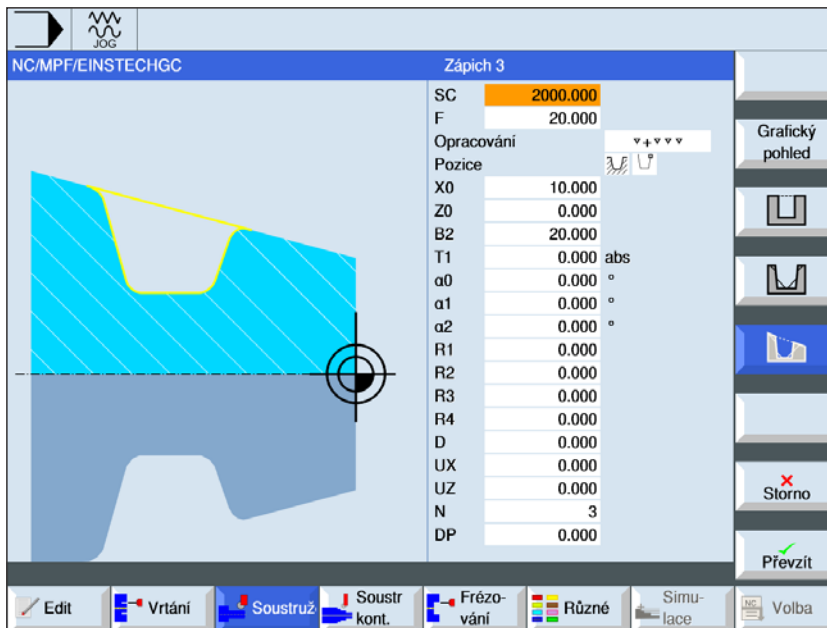 JOG
NC/MPF/EINSTECHGC
Zápich 3
SC 2000.000
F 20.000
Opracování ▿+▿▿▿
Pozice
X0 10.000
Z0 0.000
B2 20.000
T1 0.000 abs
α0 0.000 °
α1 0.000 °
α2 0.000 °
R1 0.000
R2 0.000
R3 0.000
R4 0.000
D 0.000
UX 0.000
UZ 0.000
N 3
DP 0.000
Grafický
pohled
Storno
Převzít
Edit
Vrtání
Soustruž
Soustr
kont.
Frézo-
vání
Různé
Simu-
lace
NC
Volba